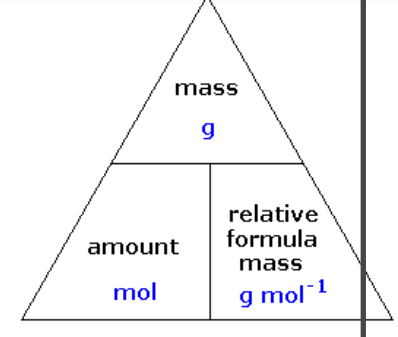 mass
g
amount
mol
relative
formula
mass
g mol⁻¹